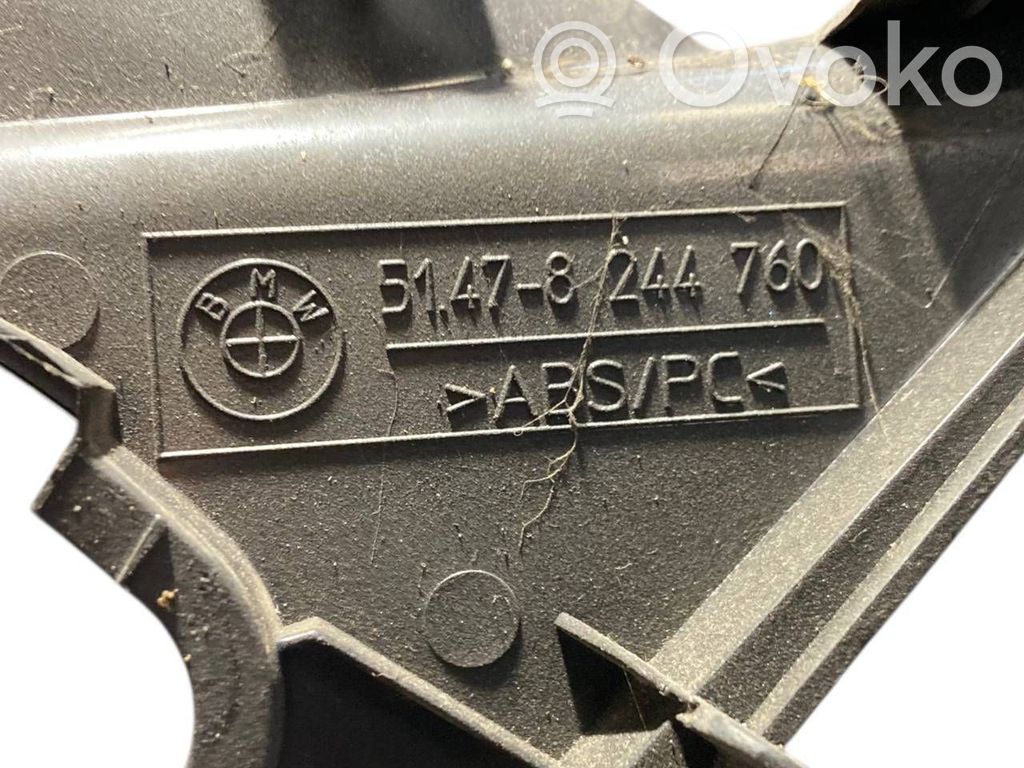 Ovoko
BMW
51.47-8 244 760
>ABS/PC<